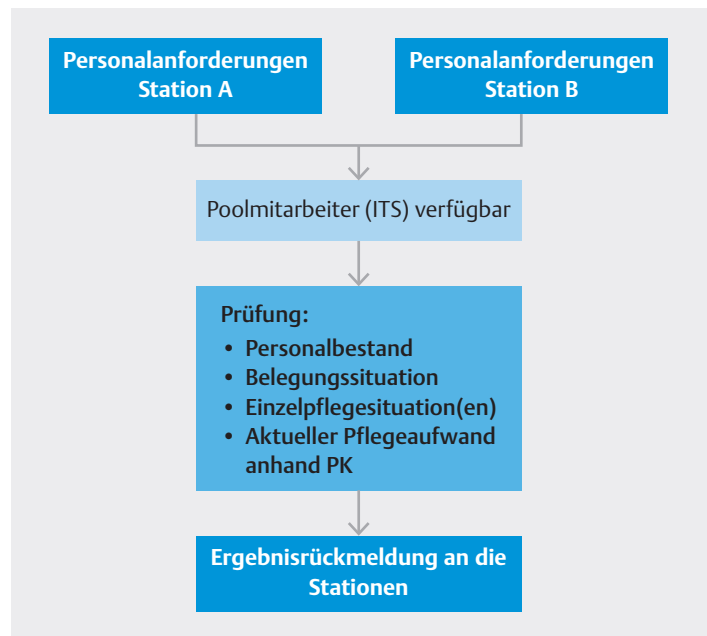 Personalanforderungen
Station A
Personalanforderungen
Station B
Poolmitarbeiter (ITS) verfügbar
Prüfung:
• Personalbestand
• Belegungssituation
• Einzelpflegesituation(en)
• Aktueller Pflegeaufwand
anhand PK
Ergebnisrückmeldung an die
Stationen